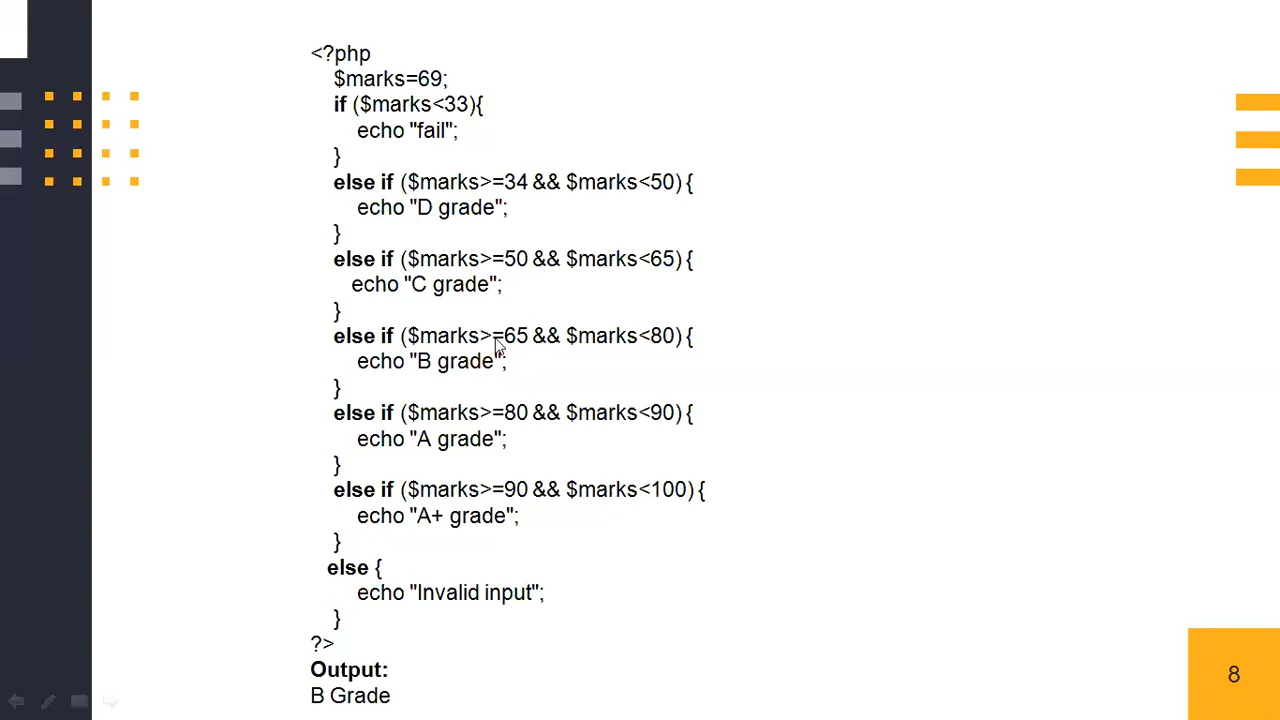 <?php
$marks=69;
if ($marks<33){
echo "fail";
}
else if ($marks>=34 && $marks<50) {
echo "D grade";
}
else if ($marks>=50 && $marks<65) {
echo "C grade";
}
else if ($marks>=65 && $marks<80) {
echo "B grade";
}
else if ($marks>=80 && $marks<90) {
echo "A grade";
}
else if ($marks>=90 && $marks<100) {
echo "A+ grade";
}
else {
echo "Invalid input";
}
?>
Output:
B Grade
8